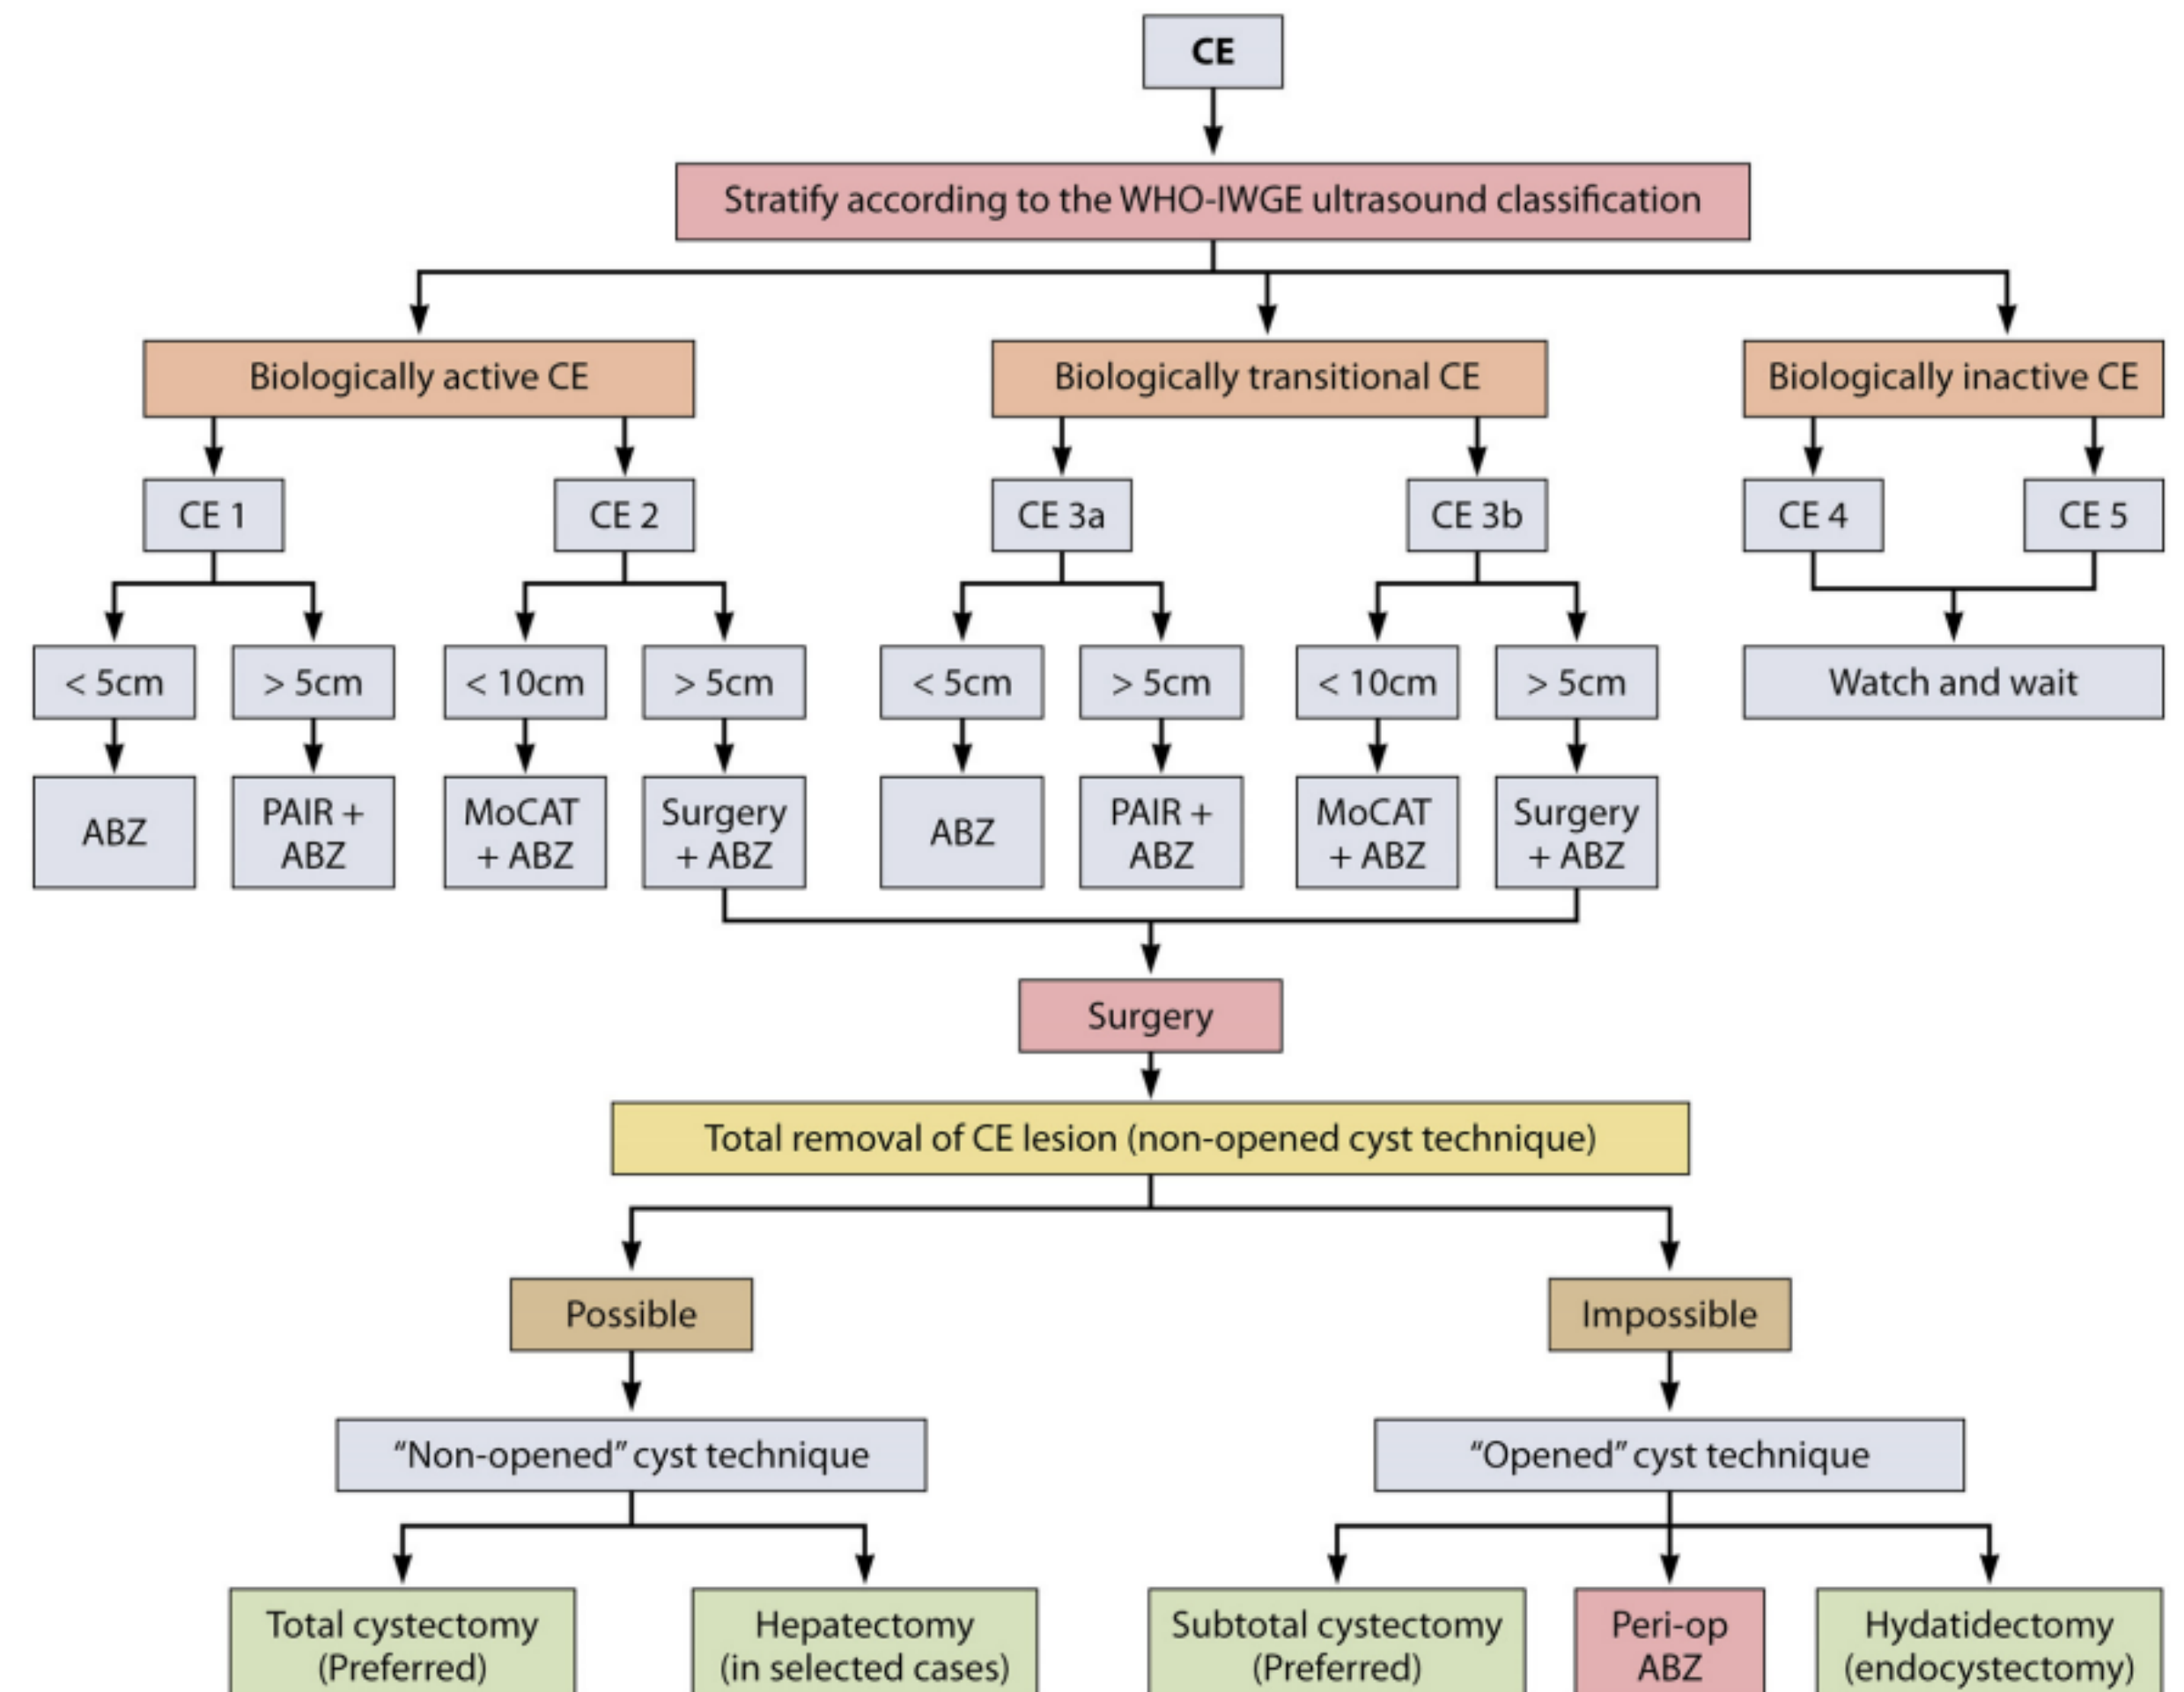 CE
Stratify according to the WHO-IWGE ultrasound classification
Biologically active CE
Biologically transitional CE
Biologically inactive CE
CE 1
CE 2
CE 3a
CE 3b
CE 4
CE 5
< 5cm
> 5cm
< 10cm
> 5cm
< 5cm
> 5cm
< 10cm
> 5cm
Watch and wait
ABZ
PAIR +
ABZ
MoCAT
+ ABZ
Surgery
+ ABZ
ABZ
PAIR +
ABZ
MoCAT
+ ABZ
Surgery
+ ABZ
Surgery
Total removal of CE lesion (non-opened cyst technique)
Possible
Impossible
“Non-opened” cyst technique
“Opened” cyst technique
Total cystectomy
(Preferred)
Hepatectomy
(in selected cases)
Subtotal cystectomy
(Preferred)
Peri-op
ABZ
Hydatidectomy
(endocystectomy)